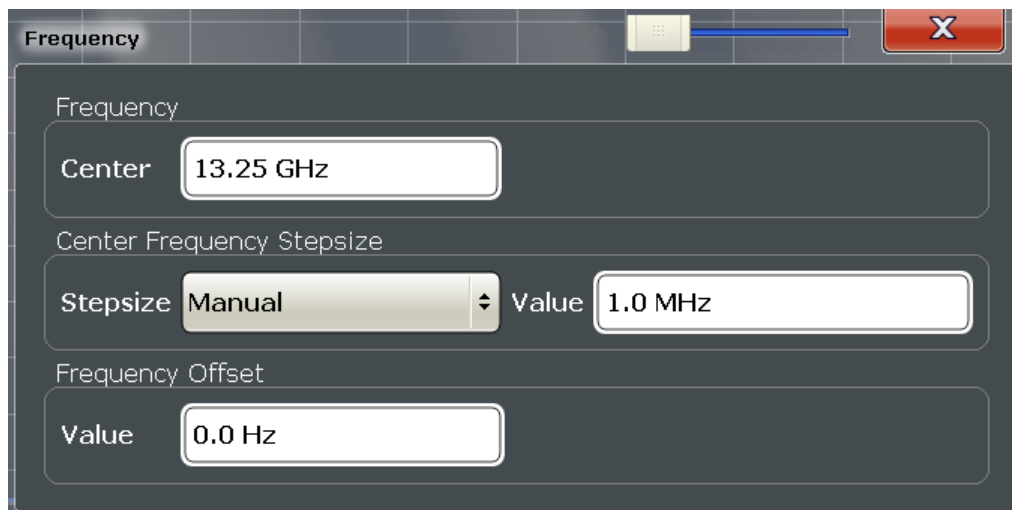 Frequency
X
Frequency
Center 13.25 GHz
Center Frequency Stepsize
Stepsize Manual Value 1.0 MHz
Frequency Offset
Value 0.0 Hz